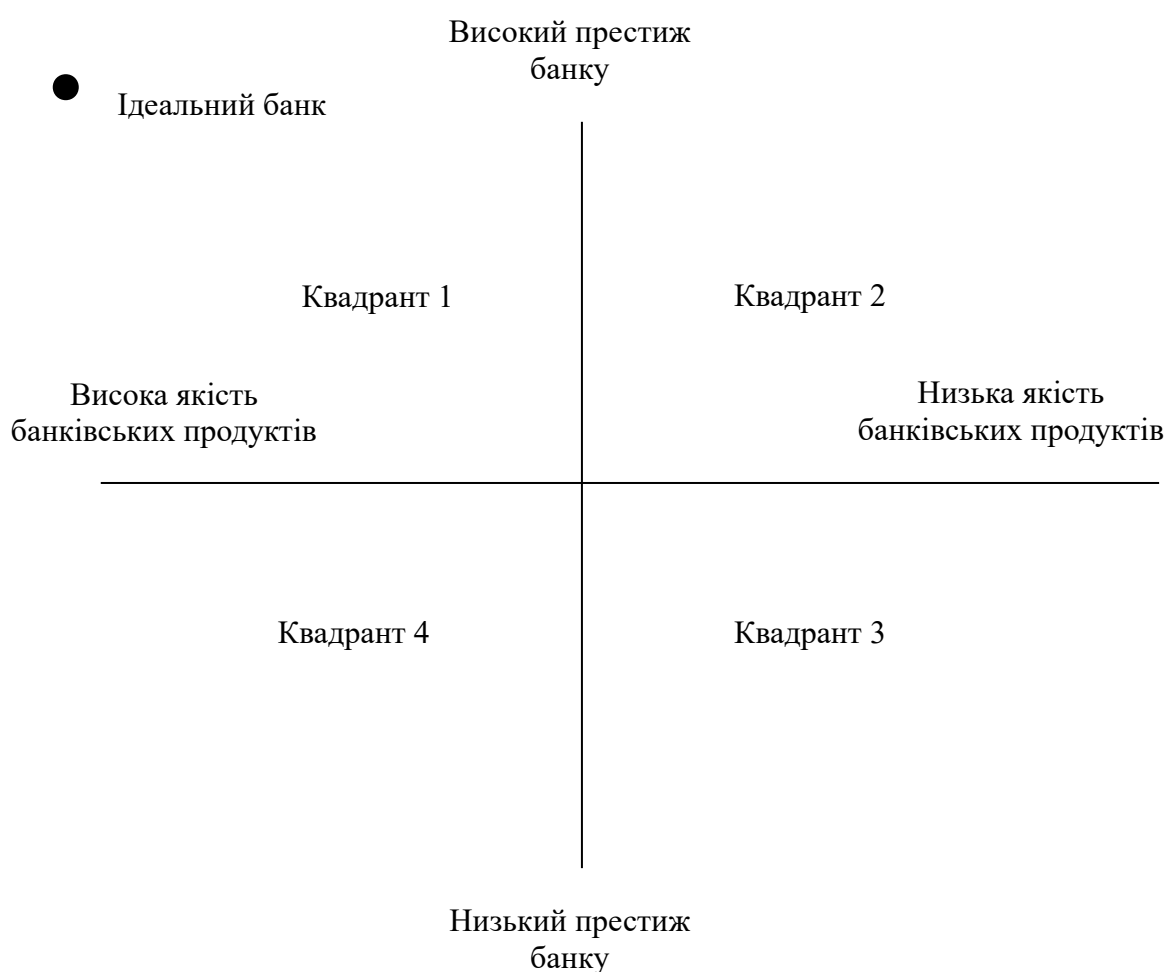 Високий престиж
банку
Ідеальний банк
Квадрант 1
Квадрант 2
Висока якість
банківських продуктів
Низька якість
банківських продуктів
Квадрант 4
Квадрант 3
Низький престиж
банку